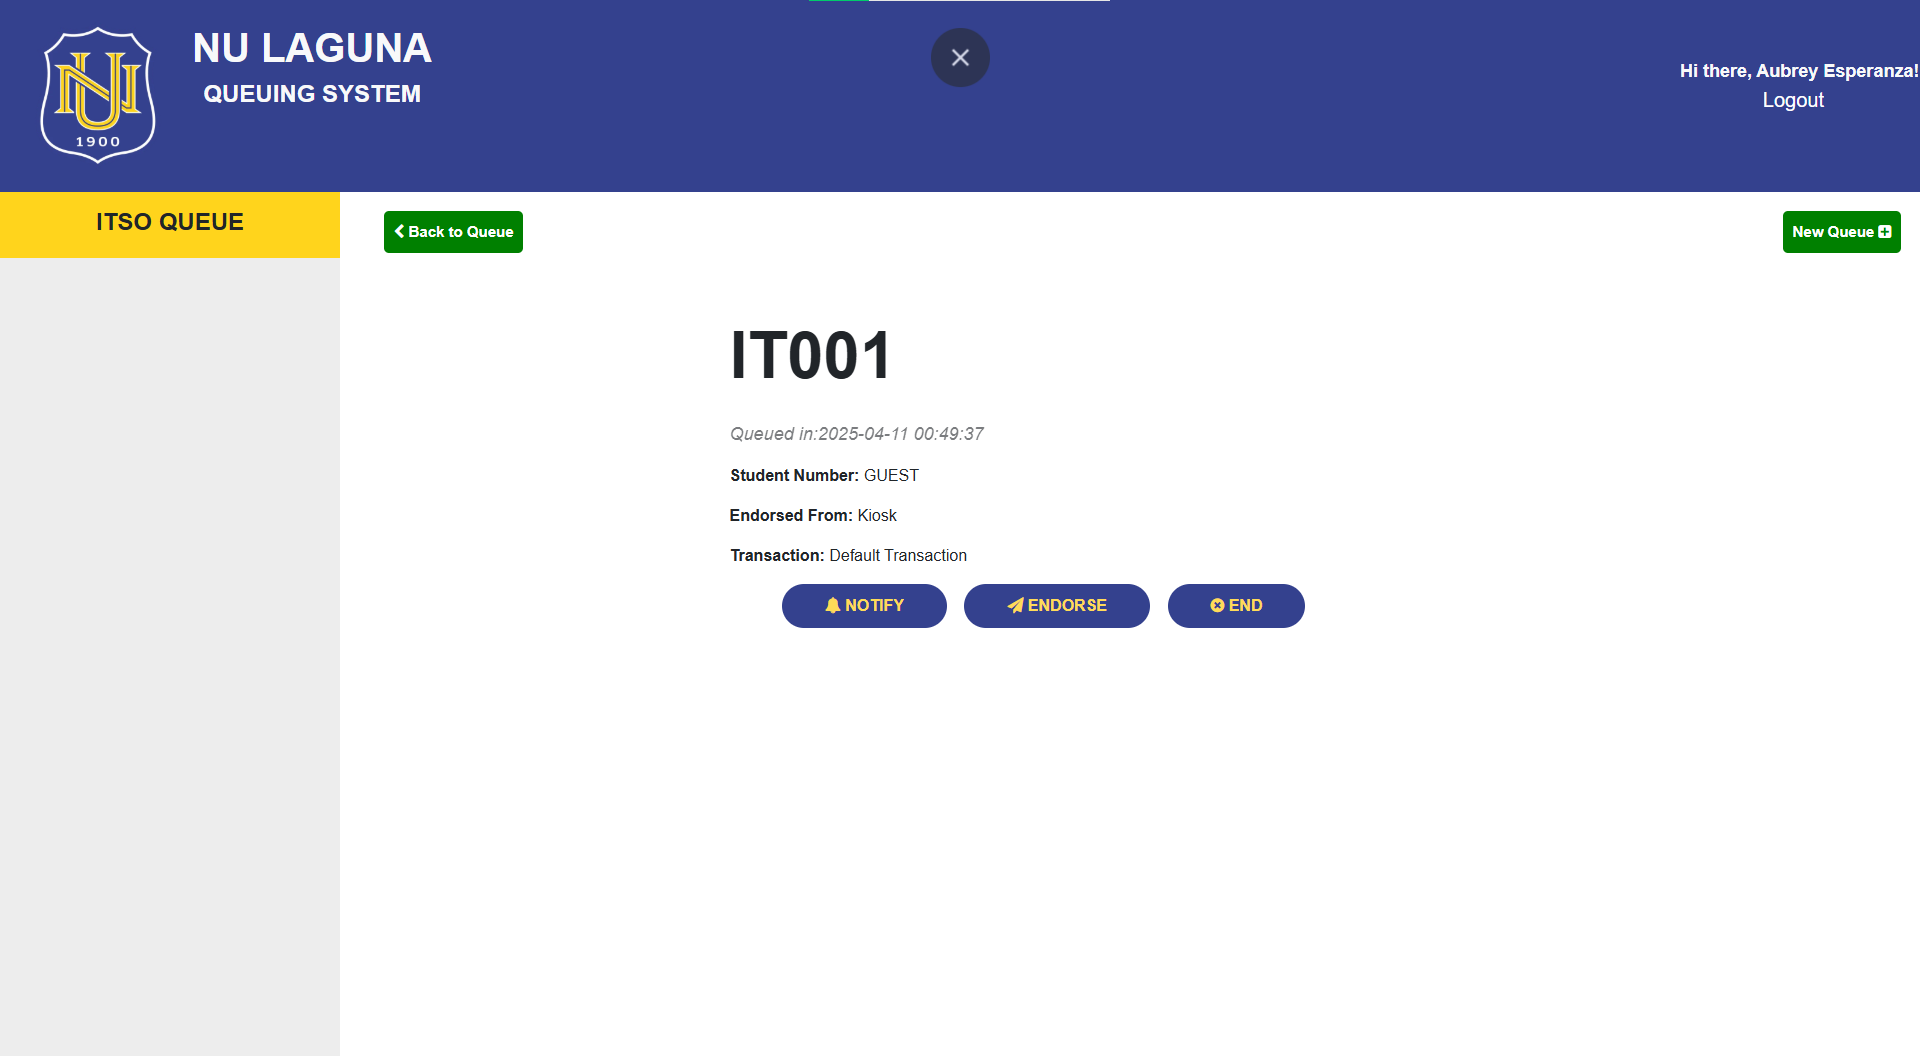 NU LAGUNA
QUEUING SYSTEM
NU
1900
Hi there, Aubrey Esperanza!
Logout
ITSO QUEUE
Back to Queue
New Queue
IT001
Queued in:2025-04-11 00:49:37
Student Number: GUEST
Endorsed From: Kiosk
Transaction: Default Transaction
NOTIFY
ENDORSE
END